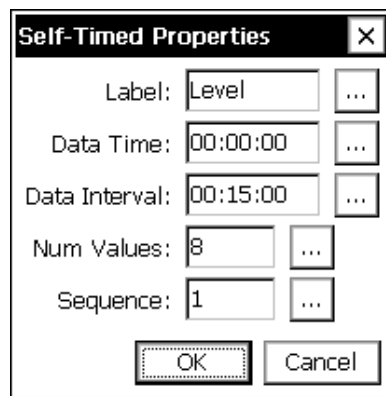 Self-Timed Properties
Label: Level ...
Data Time: 00:00:00 ...
Data Interval: 00:15:00 ...
Num Values: 8 ...
Sequence: 1 ...
OK Cancel